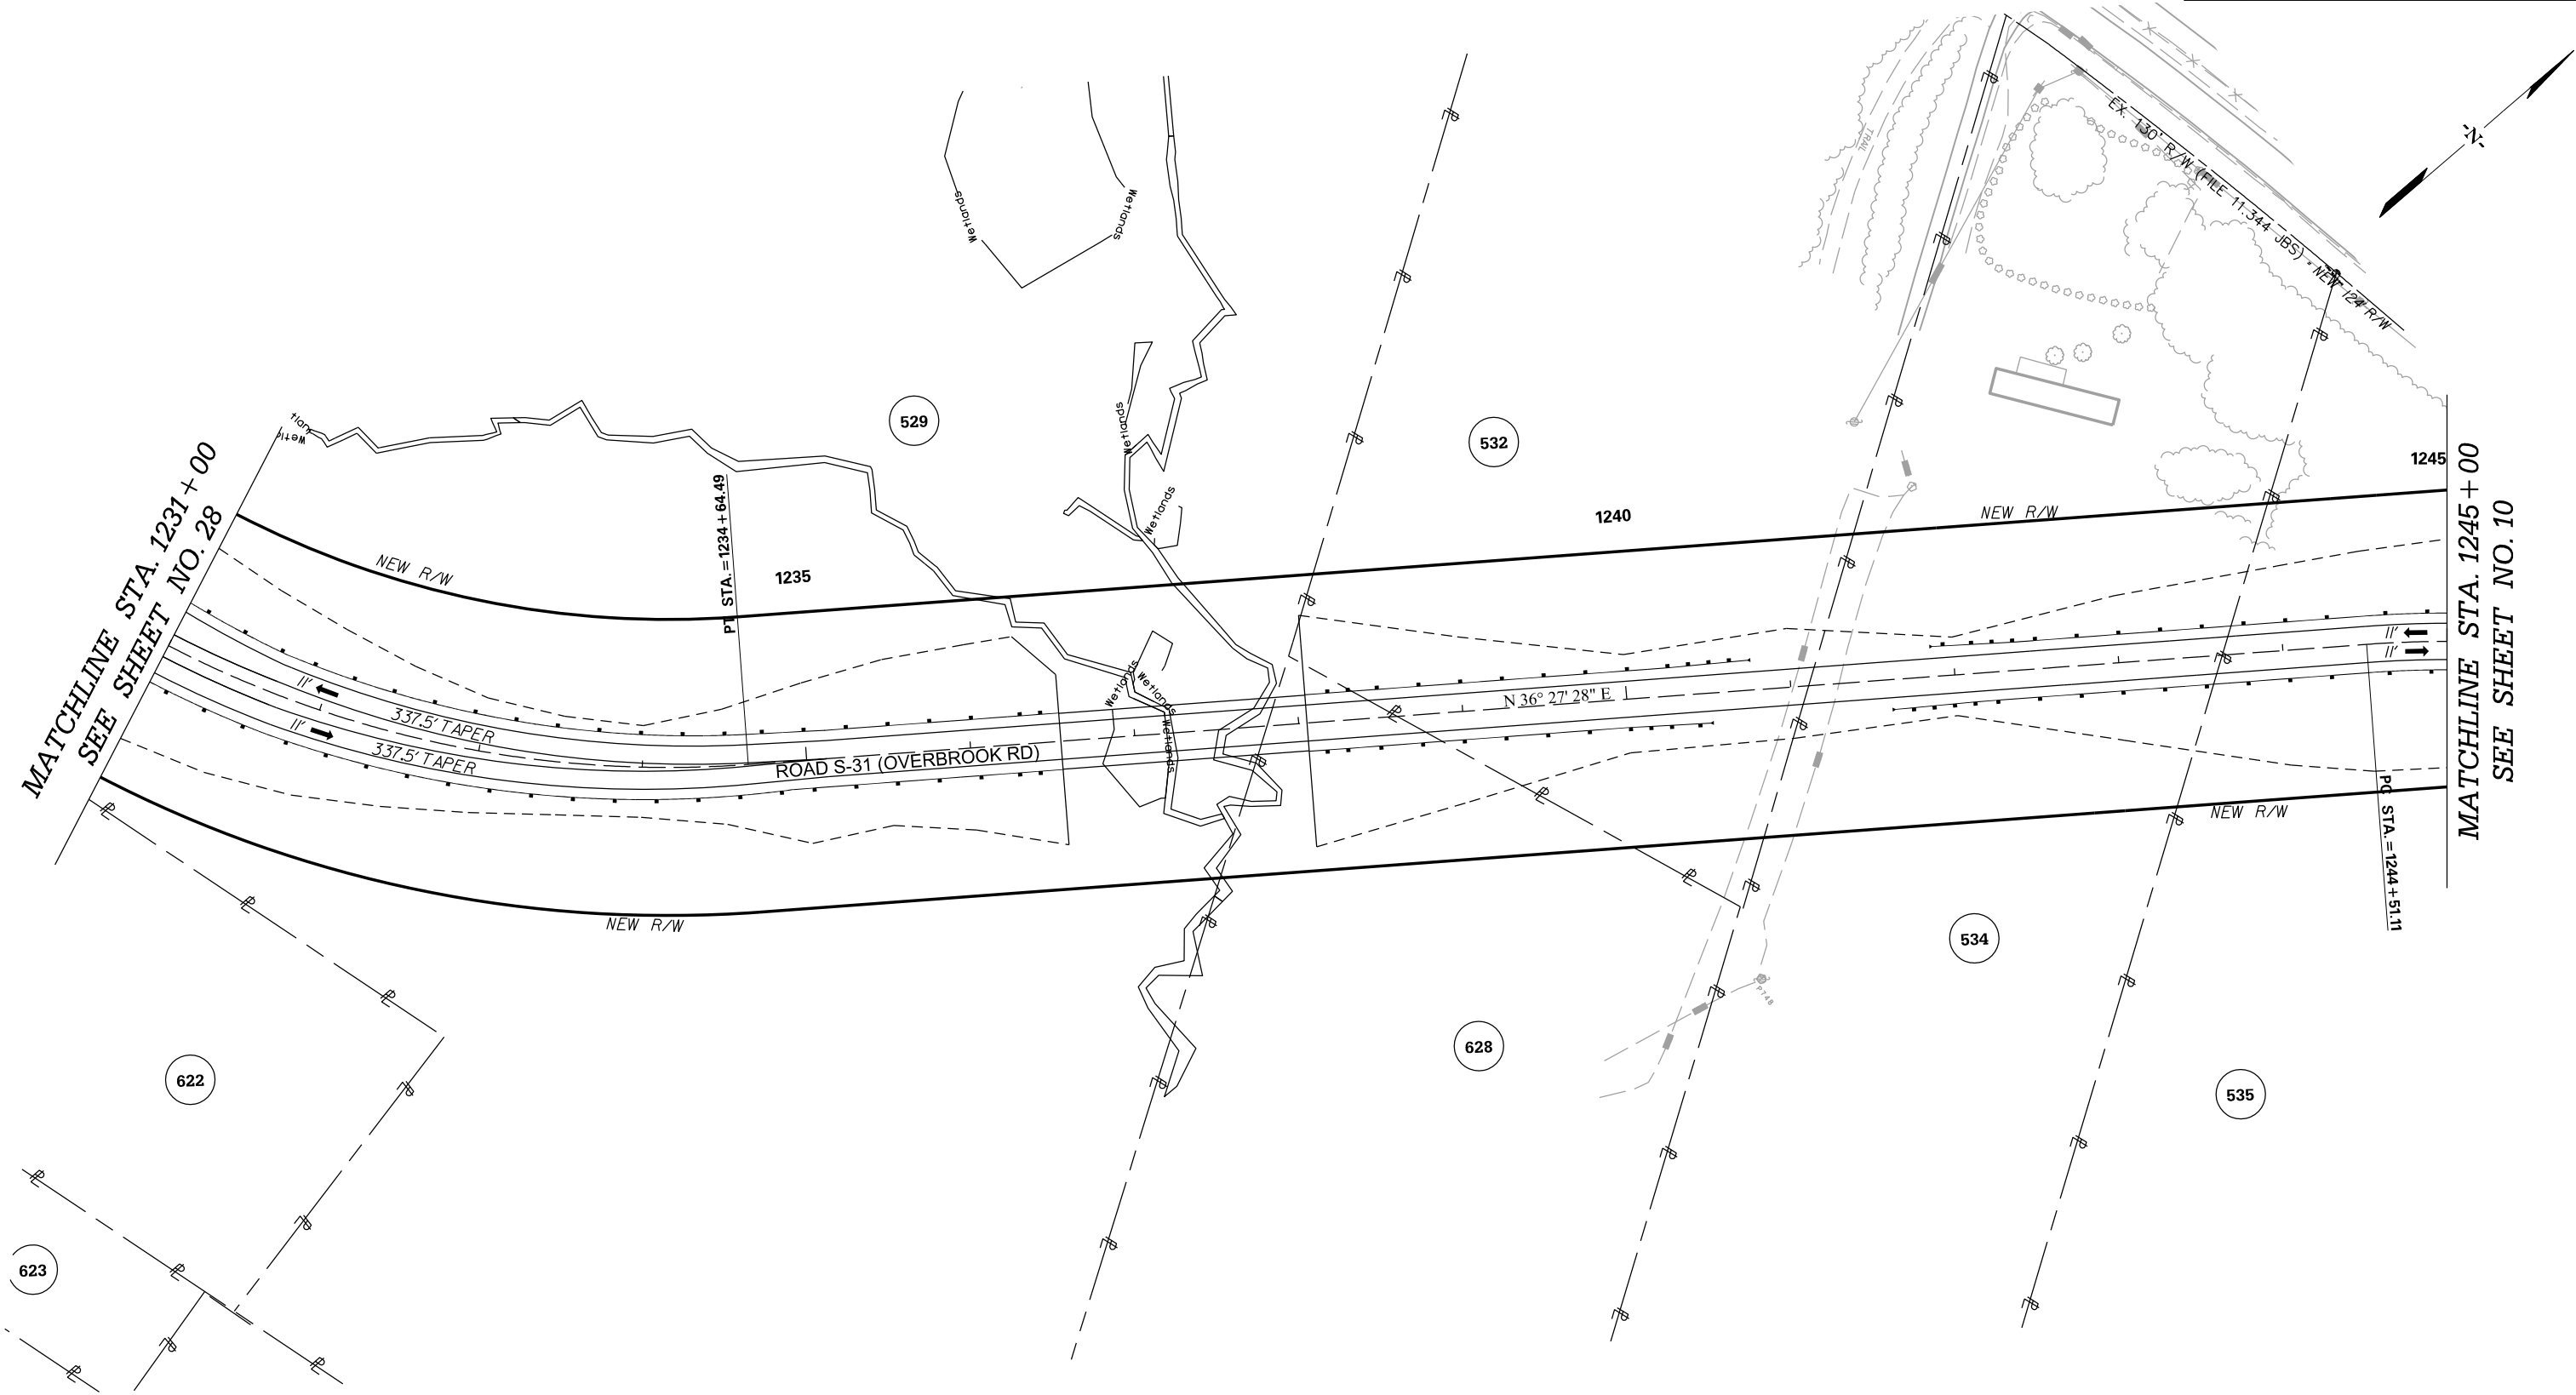 MATCHLINE STA. 1231+00
SEE SHEET NO. 28
-N-
TRAIL
EX. 130' R/W (FILE 11.344 JBS) - NEW 124' R/W
Wetlands
Wetlands
Wetlands
Wetlands
529
532
1245
PT STA. = 1234+64.49
1235
1240
NEW R/W
NEW R/W
Wetlands
Wetlands
Wetlands
11'
11'
337.5' TAPER
337.5' TAPER
ROAD S-31 (OVERBROOK RD)
N 36° 27' 28" E
11'
11'
MATCHLINE STA. 1245+00
SEE SHEET NO. 10
NEW R/W
NEW R/W
PC STA. = 1244+51.11
534
P748
628
622
535
623